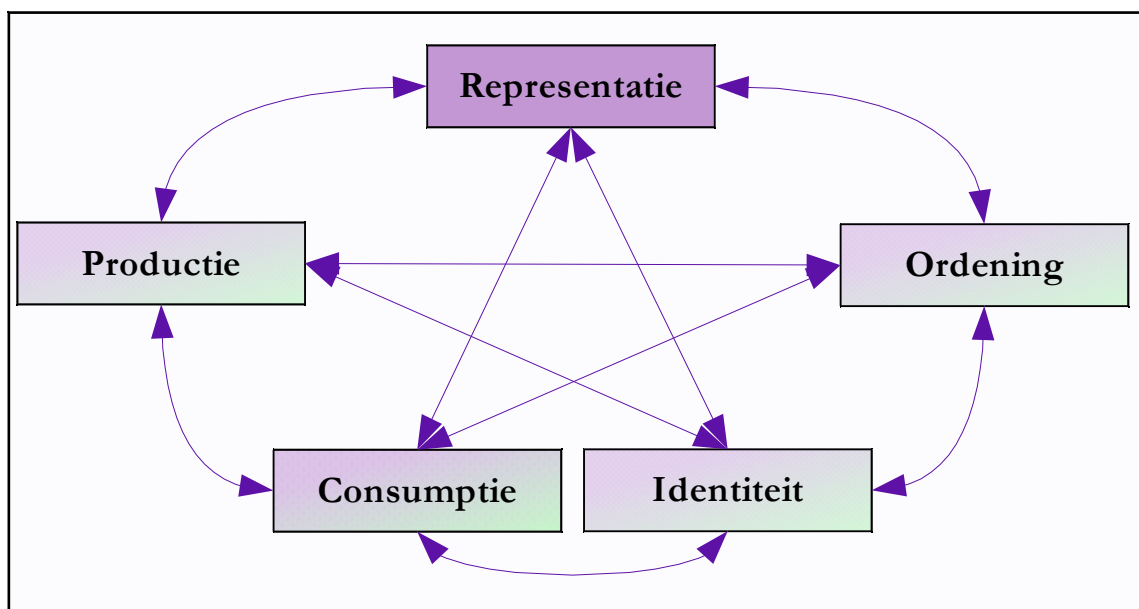 Representatie
Productie
Ordening
Consumptie
Identiteit